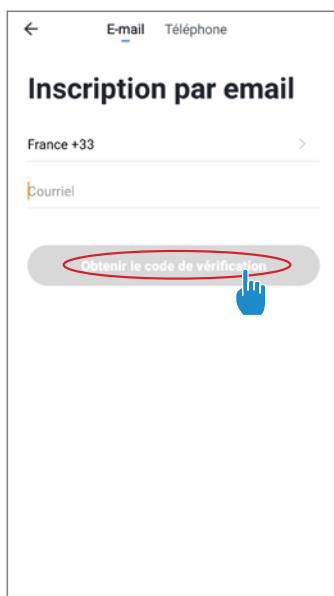 E-mail Téléphone
Inscription par email
France +33
Courriel
Obtenir le code de vérification